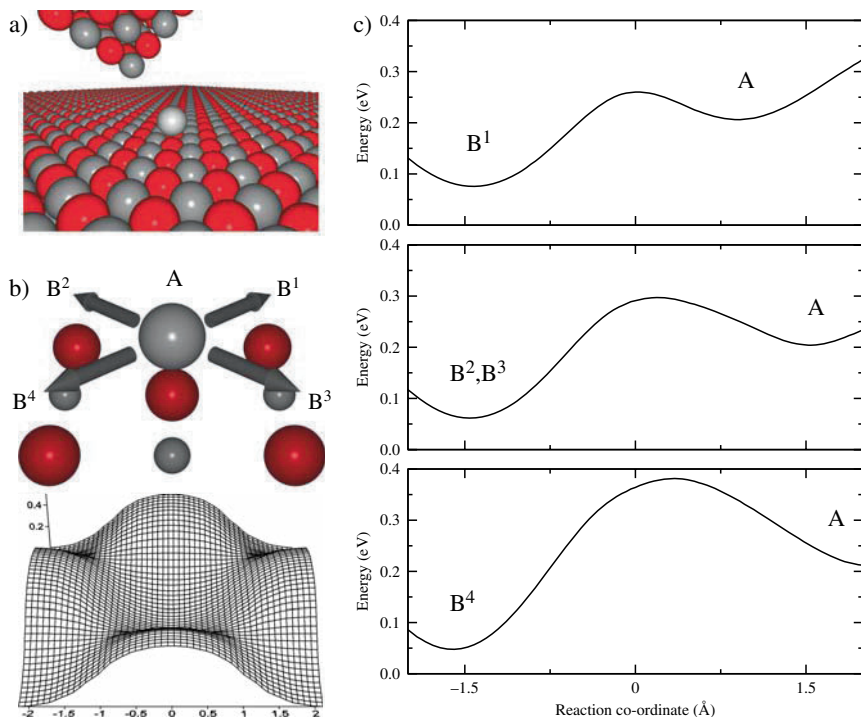 a)
b)
B²
A
B¹
B⁴
B³
0.4
0.2
-2 -1.5 -1 -0.5 0 0.5 1 1.5 2
c)
0.4
0.3
0.2
0.1
0.0
Energy (eV)
B¹
A
0.4
0.3
0.2
0.1
0.0
Energy (eV)
B²,B³
A
0.4
0.3
0.2
0.1
0.0
Energy (eV)
B⁴
A
−1.5 0 1.5
Reaction co-ordinate (Å)